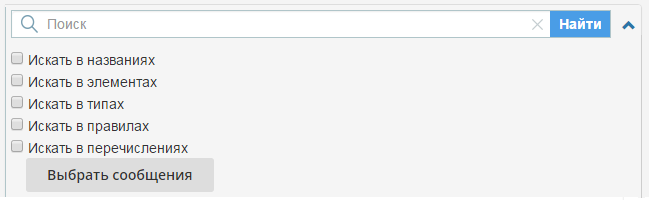 Поиск Найти
Искать в названиях
Искать в элементах
Искать в типах
Искать в правилах
Искать в перечислениях
Выбрать сообщения